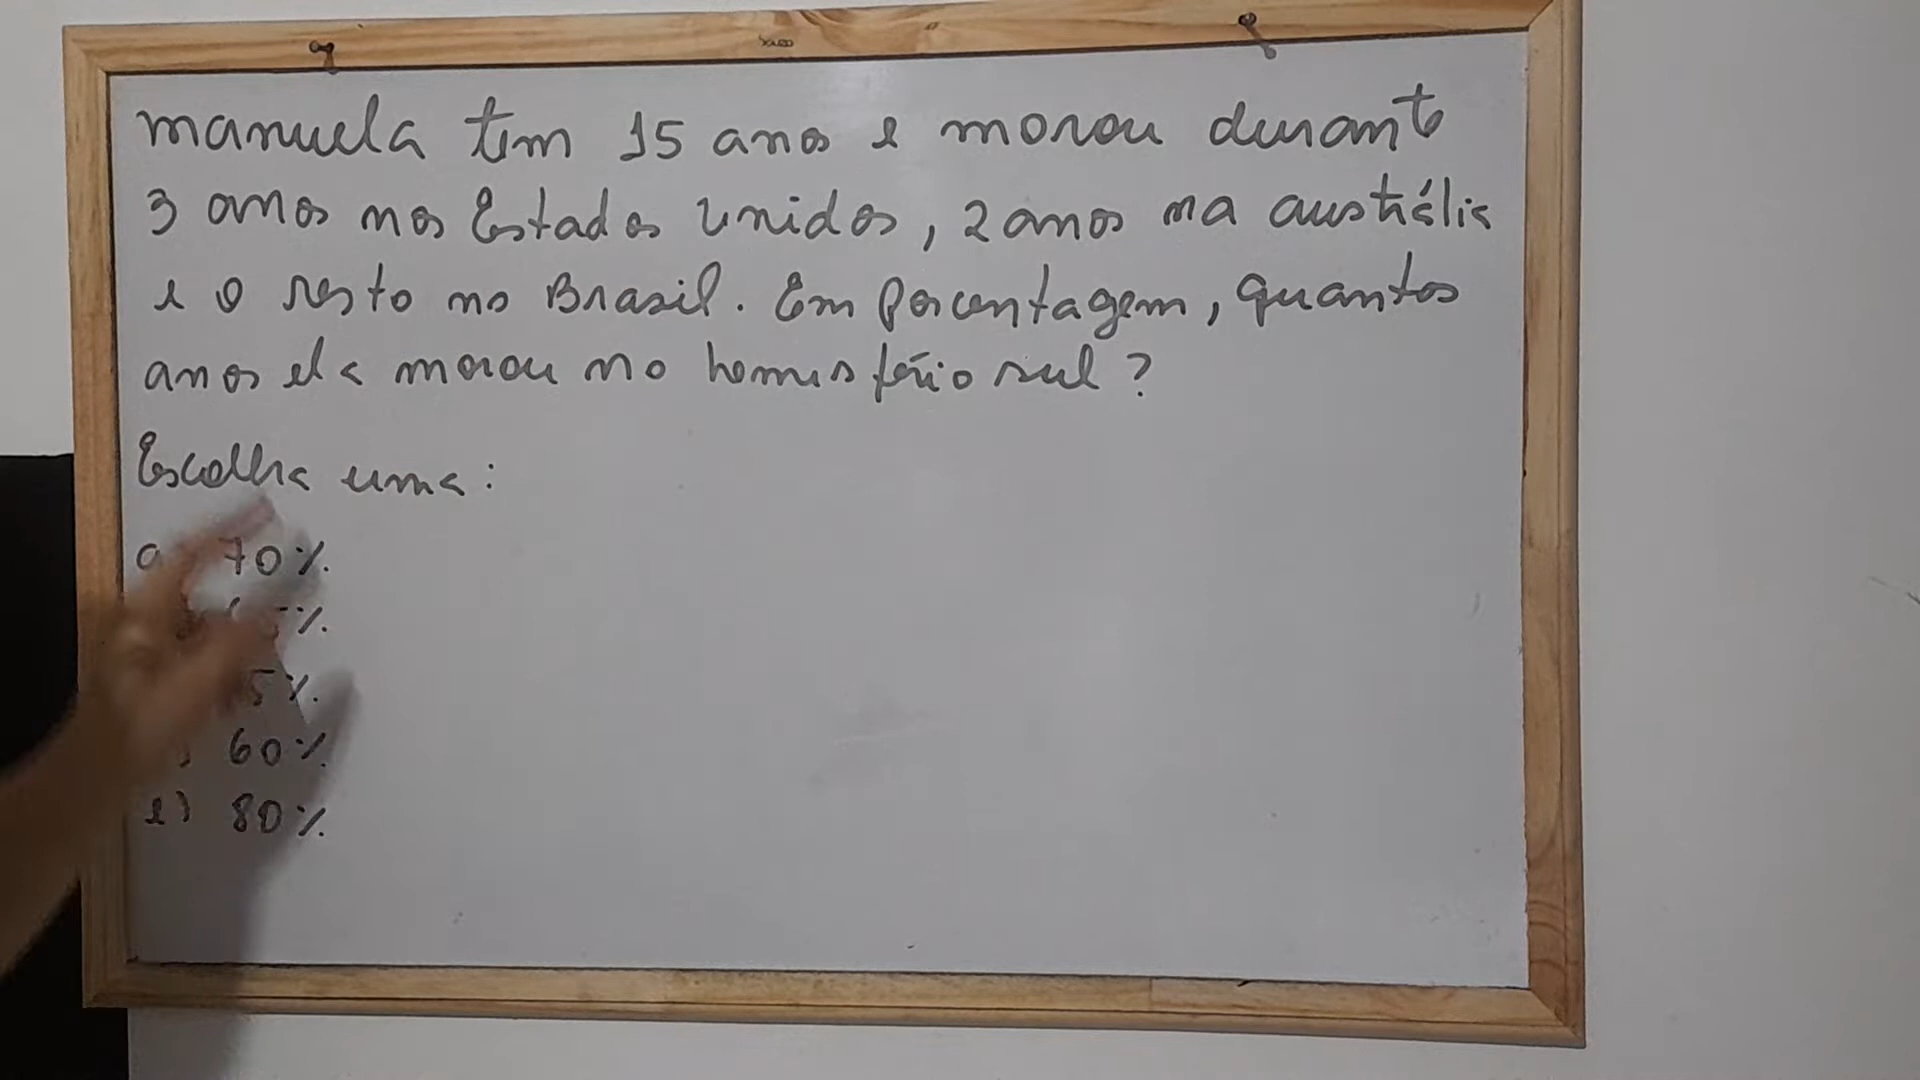 manuela tem 15 anos e morou durante
3 anos nos Estados unidos, 2 anos na austrália
e o resto no Brasil. Em Porcentagem, quantos
anos ela morou no hemisfério sul?
Escolha uma:
70%
60%
e) 80%